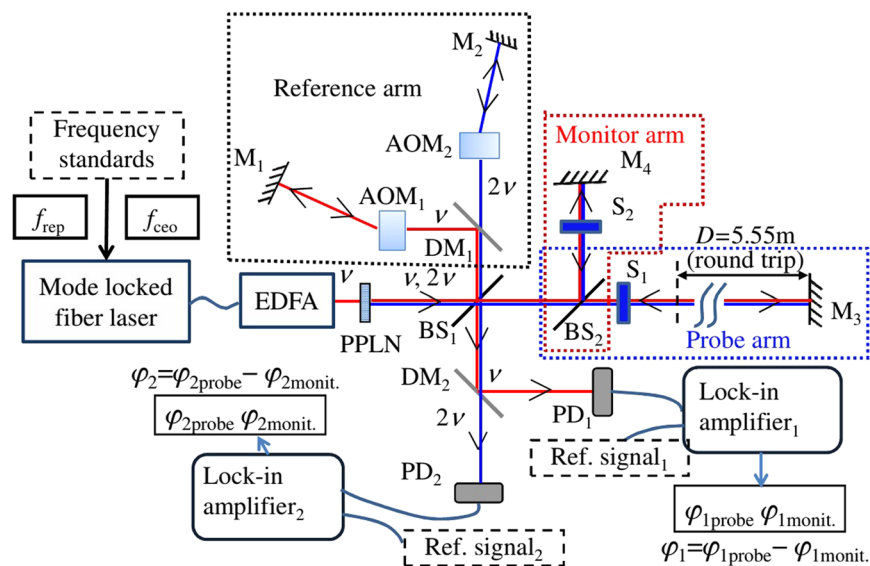 Reference arm
M₂
AOM₂
M₁
AOM₁
ν
2ν
DM₁
Monitor arm
M₄
S₂
Frequency
standards
f_rep
f_ceo
Mode locked
fiber laser
ν
EDFA
PPLN
ν, 2ν
BS₁
BS₂
S₁
D=5.55m
(round trip)
M₃
Probe arm
DM₂
ν
2ν
PD₁
PD₂
Lock-in
amplifier₁
Ref. signal₁
φ₁probe φ₁monit.
φ₁=φ₁probe− φ₁monit.
φ₂=φ₂probe− φ₂monit.
φ₂probe φ₂monit.
Lock-in
amplifier₂
Ref. signal₂